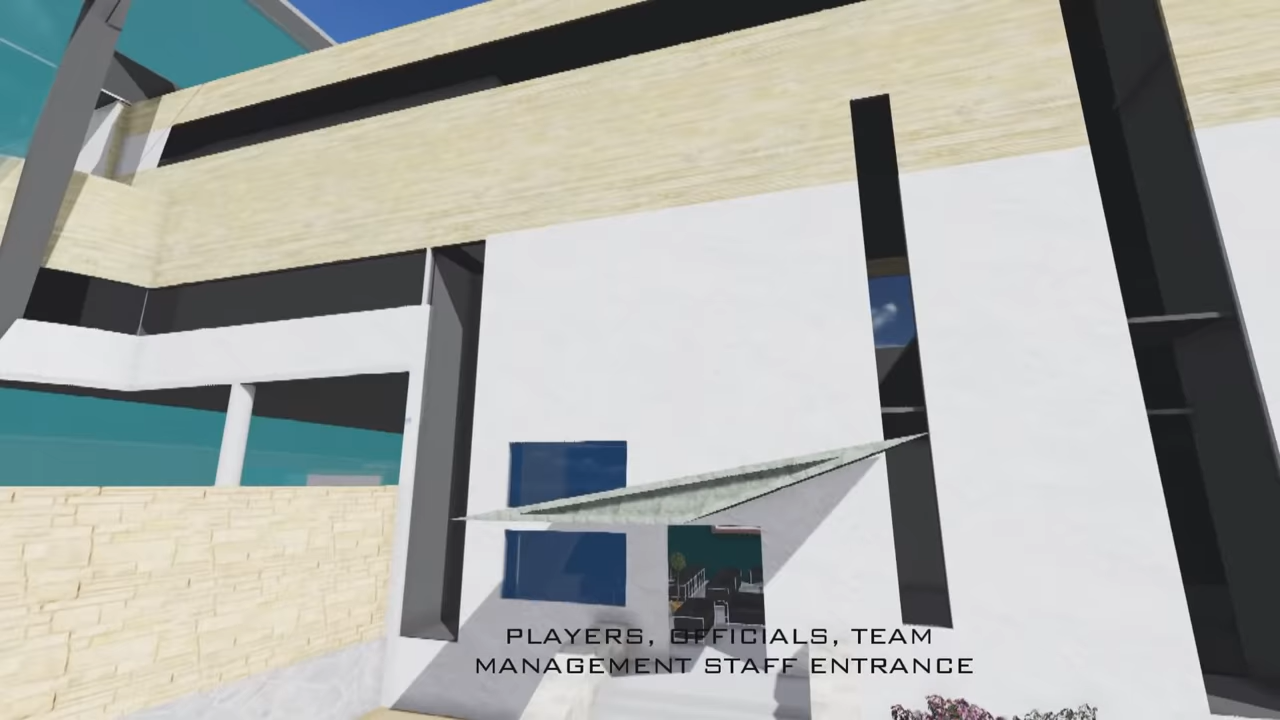 PLAYERS, OFFICIALS, TEAM
MANAGEMENT STAFF ENTRANCE